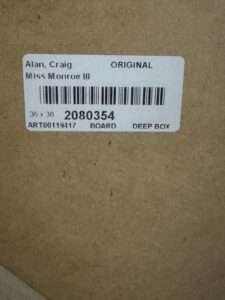 Alan, Craig ORIGINAL
Miss Monroe III
36 x 36 2080354
ART00119417 BOARD DEEP BOX